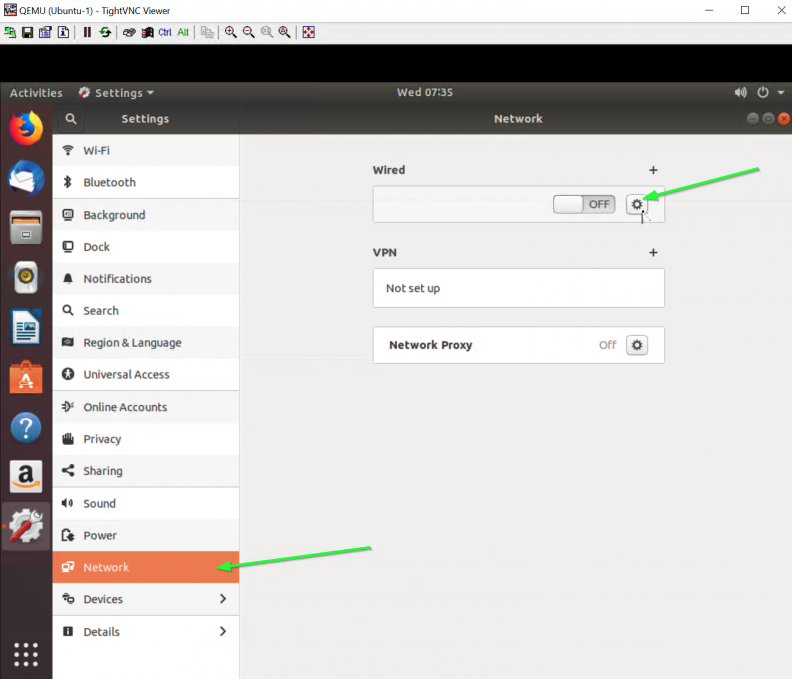 QEMU (Ubuntu-1) - TightVNC Viewer
Ctrl Alt
Activities Settings Wed 07:35
Settings Network
Wi-Fi
Bluetooth
Background
Dock
Notifications
Search
Region & Language
Universal Access
Online Accounts
Privacy
Sharing
Sound
Power
Network
Devices
Details
Wired
OFF
VPN
Not set up
Network Proxy Off